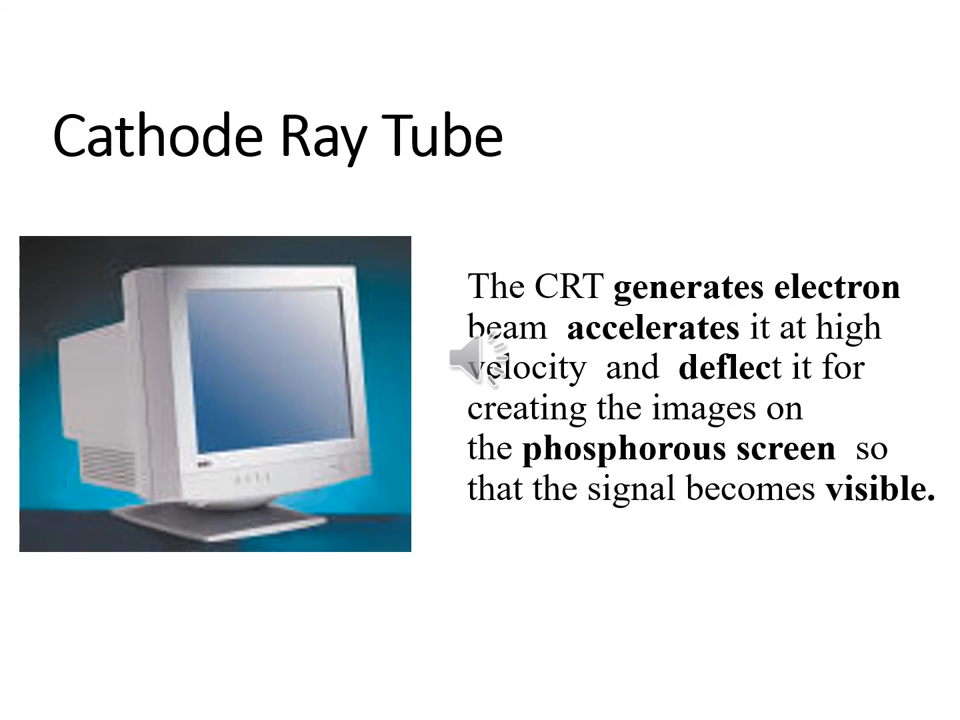 Cathode Ray Tube
The CRT generates electron
beam accelerates it at high
velocity and deflect it for
creating the images on
the phosphorous screen so
that the signal becomes visible.